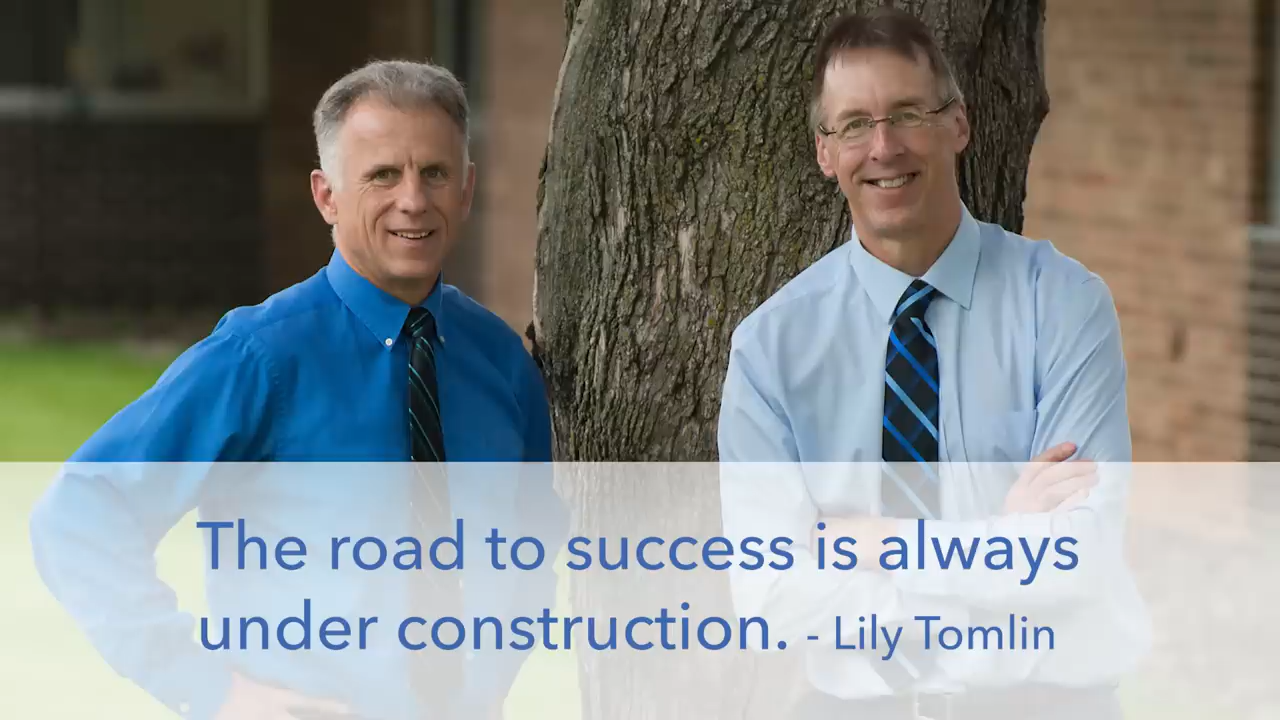 The road to success is always
under construction. - Lily Tomlin